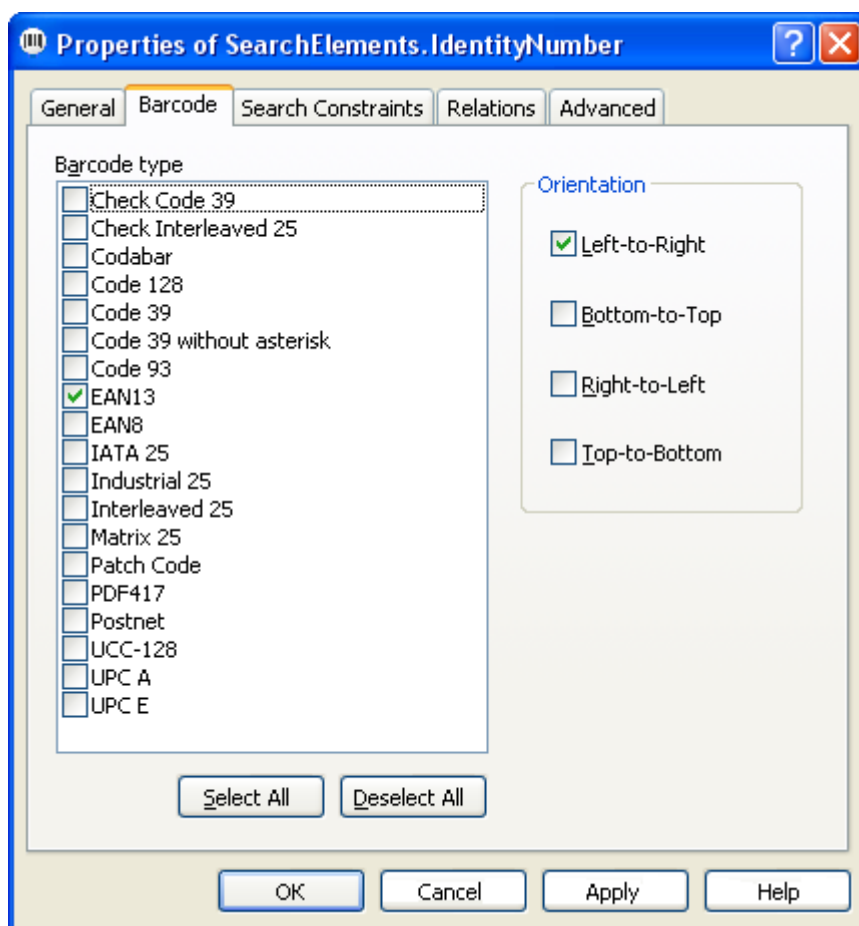 Properties of SearchElements.IdentityNumber
General Barcode Search Constraints Relations Advanced
Barcode type
Check Code 39
Check Interleaved 25
Codabar
Code 128
Code 39
Code 39 without asterisk
Code 93
EAN13
EAN8
IATA 25
Industrial 25
Interleaved 25
Matrix 25
Patch Code
PDF417
Postnet
UCC-128
UPC A
UPC E
Select All Deselect All
Orientation
Left-to-Right
Bottom-to-Top
Right-to-Left
Top-to-Bottom
OK Cancel Apply Help